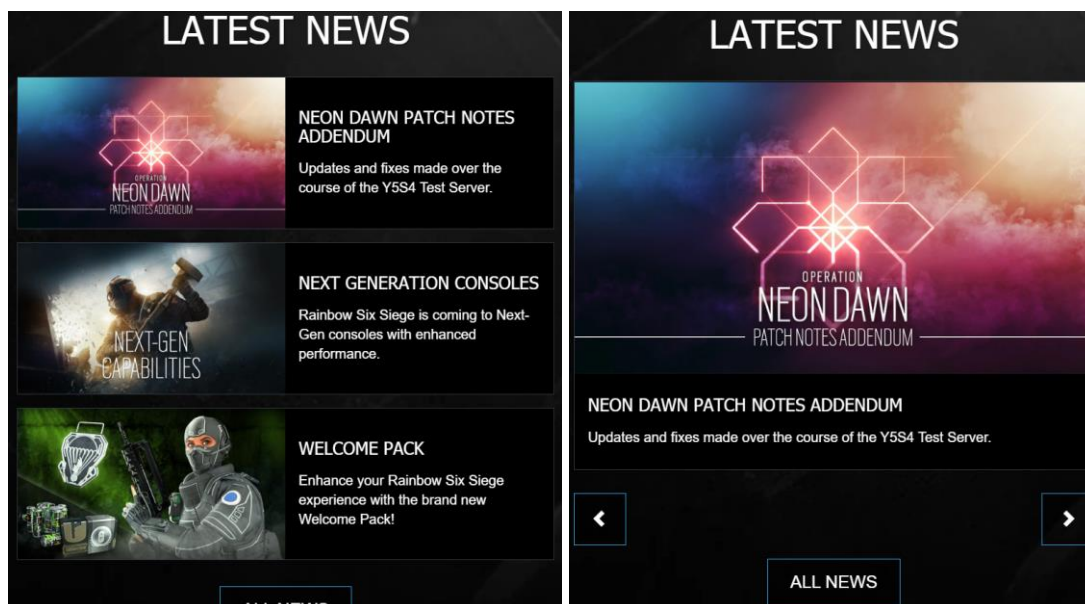 LATEST NEWS
OPERATION
NEON DAWN
PATCH NOTES ADDENDUM
NEON DAWN PATCH NOTES
ADDENDUM
Updates and fixes made over the
course of the Y5S4 Test Server.
NEXT-GEN
CAPABILITIES
NEXT GENERATION CONSOLES
Rainbow Six Siege is coming to Next-
Gen consoles with enhanced
performance.
WELCOME PACK
Enhance your Rainbow Six Siege
experience with the brand new
Welcome Pack!
ALL NEWS
LATEST NEWS
OPERATION
NEON DAWN
PATCH NOTES ADDENDUM
NEON DAWN PATCH NOTES ADDENDUM
Updates and fixes made over the course of the Y5S4 Test Server.
ALL NEWS